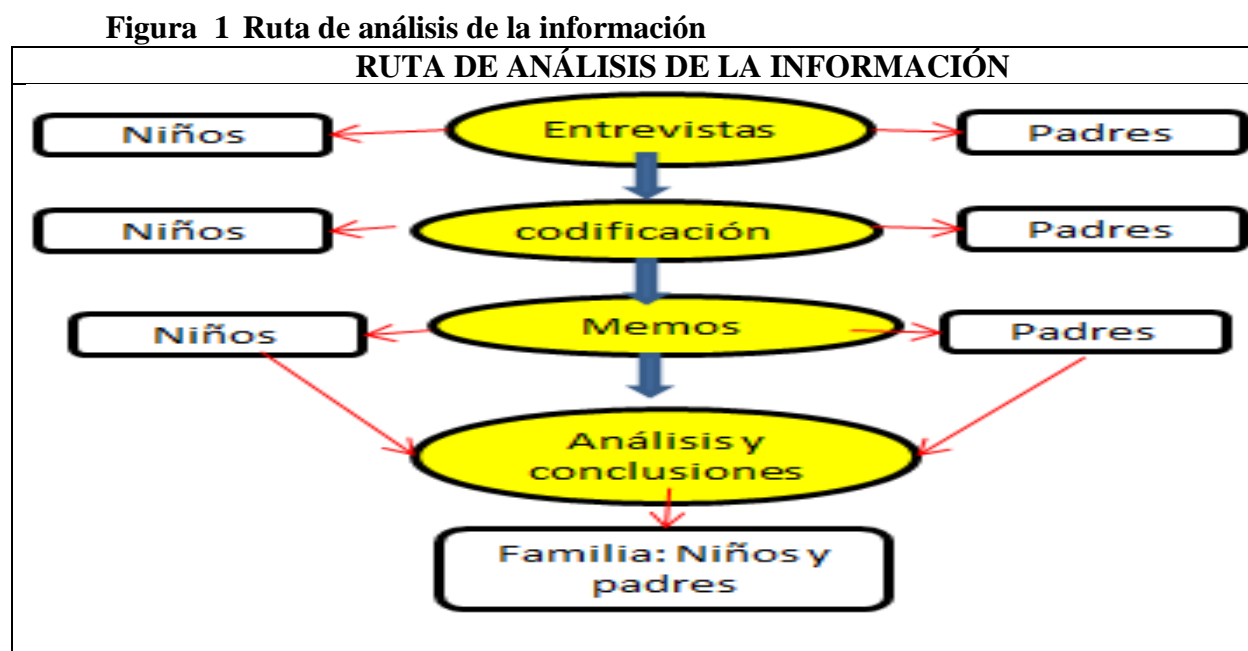 Figura 1 Ruta de análisis de la información
RUTA DE ANÁLISIS DE LA INFORMACIÓN
Niños
Entrevistas
Padres
Niños
codificación
Padres
Niños
Memos
Padres
Análisis y
conclusiones
Familia: Niños y
padres